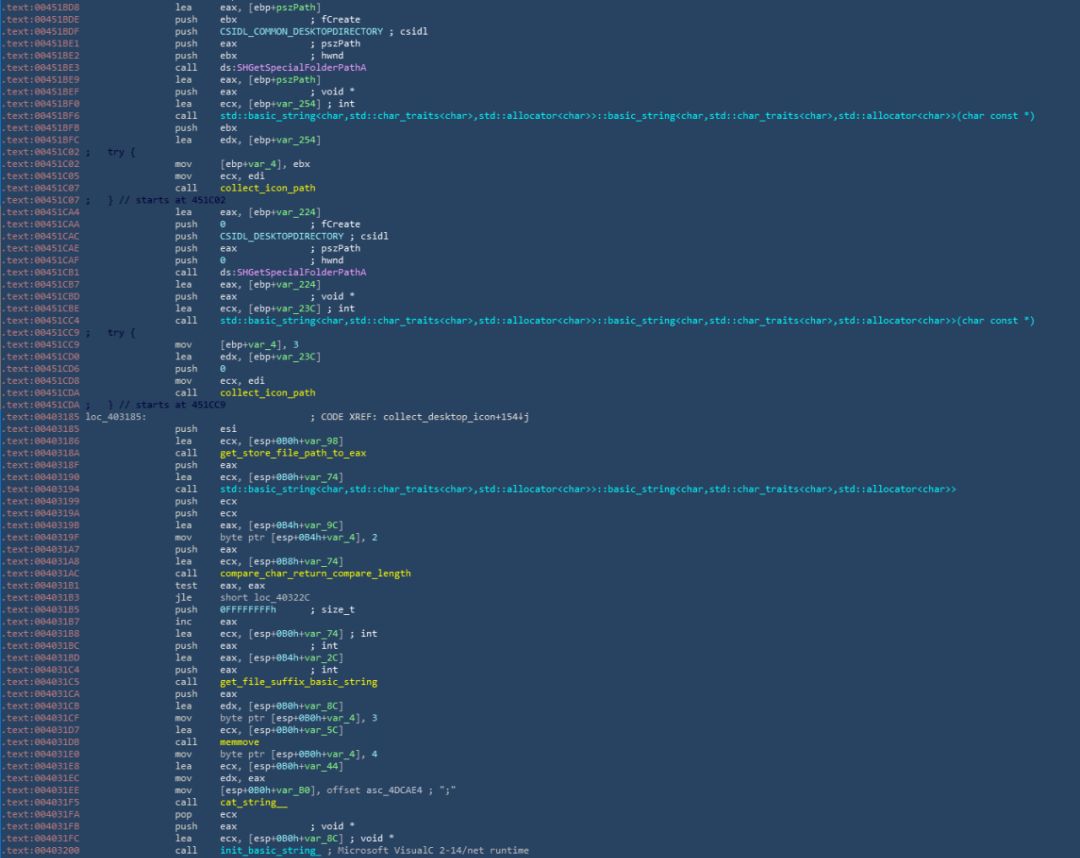 .text:00451BD8 lea eax, [ebp+pszPath]
.text:00451BDE push ebx ; fCreate
.text:00451BDF push CSIDL_COMMON_DESKTOPDIRECTORY ; csidl
.text:00451BE1 push eax ; pszPath
.text:00451BE2 push ebx ; hwnd
.text:00451BE3 call ds:SHGetSpecialFolderPathA
.text:00451BE9 lea eax, [ebp+pszPath]
.text:00451BEF push eax ; void *
.text:00451BF0 lea ecx, [ebp+var_254] ; int
.text:00451BF6 call std::basic_string<char,std::char_traits<char>,std::allocator<char>>::basic_string<char,std::char_traits<char>,std::allocator<char>>(char const *)
.text:00451BFB push ebx
.text:00451BFC lea edx, [ebp+var_254]
.text:00451C02 ; try {
.text:00451C02 mov [ebp+var_4], ebx
.text:00451C05 mov ecx, edi
.text:00451C07 call collect_icon_path
.text:00451C07 ; } // starts at 451C02
.text:00451CA4 lea eax, [ebp+var_224]
.text:00451CAA push 0 ; fCreate
.text:00451CAC push CSIDL_DESKTOPDIRECTORY ; csidl
.text:00451CAE push eax ; pszPath
.text:00451CAF push 0 ; hwnd
.text:00451CB1 call ds:SHGetSpecialFolderPathA
.text:00451CB7 lea eax, [ebp+var_224]
.text:00451CBD push eax ; void *
.text:00451CBE lea ecx, [ebp+var_23C] ; int
.text:00451CC4 call std::basic_string<char,std::char_traits<char>,std::allocator<char>>::basic_string<char,std::char_traits<char>,std::allocator<char>>(char const *)
.text:00451CC9 ; try {
.text:00451CC9 mov [ebp+var_4], 3
.text:00451CD0 lea edx, [ebp+var_23C]
.text:00451CD6 push 0
.text:00451CD8 mov ecx, edi
.text:00451CDA call collect_icon_path
.text:00451CDA ; } // starts at 451CC9
.text:00403185 loc_403185: ; CODE XREF: collect_desktop_icon+154↓j
.text:00403185 push esi
.text:00403186 lea ecx, [esp+0B0h+var_98]
.text:0040318A call get_store_file_path_to_eax
.text:0040318F push eax
.text:00403190 lea ecx, [esp+0B0h+var_74]
.text:00403194 call std::basic_string<char,std::char_traits<char>,std::allocator<char>>::basic_string<char,std::char_traits<char>,std::allocator<char>>
.text:00403199 push ecx
.text:0040319A push ecx
.text:0040319B lea eax, [esp+0B4h+var_9C]
.text:0040319F mov byte ptr [esp+0B4h+var_4], 2
.text:004031A7 push eax
.text:004031A8 lea ecx, [esp+0B8h+var_74]
.text:004031AC call compare_char_return_compare_length
.text:004031B1 test eax, eax
.text:004031B3 jle short loc_40322C
.text:004031B5 push 0FFFFFFFFh ; size_t
.text:004031B7 inc eax
.text:004031B8 lea ecx, [esp+0B0h+var_74] ; int
.text:004031BC push eax ; int
.text:004031BD lea eax, [esp+0B4h+var_2C]
.text:004031C4 push eax ; int
.text:004031C5 call get_file_suffix_basic_string
.text:004031CA push eax
.text:004031CB lea edx, [esp+0B0h+var_8C]
.text:004031CF mov byte ptr [esp+0B0h+var_4], 3
.text:004031D7 lea ecx, [esp+0B0h+var_5C]
.text:004031DB call memmove
.text:004031E0 mov byte ptr [esp+0B0h+var_4], 4
.text:004031E8 lea ecx, [esp+0B0h+var_44]
.text:004031EC mov edx, eax
.text:004031EE mov [esp+0B0h+var_B0], offset asc_4DCAE4 ; ";"
.text:004031F5 call cat_string__
.text:004031FA pop ecx
.text:004031FB push eax ; void *
.text:004031FC lea ecx, [esp+0B0h+var_8C] ; void *
.text:00403200 call init_basic_string_ ; Microsoft VisualC 2-14/net runtime